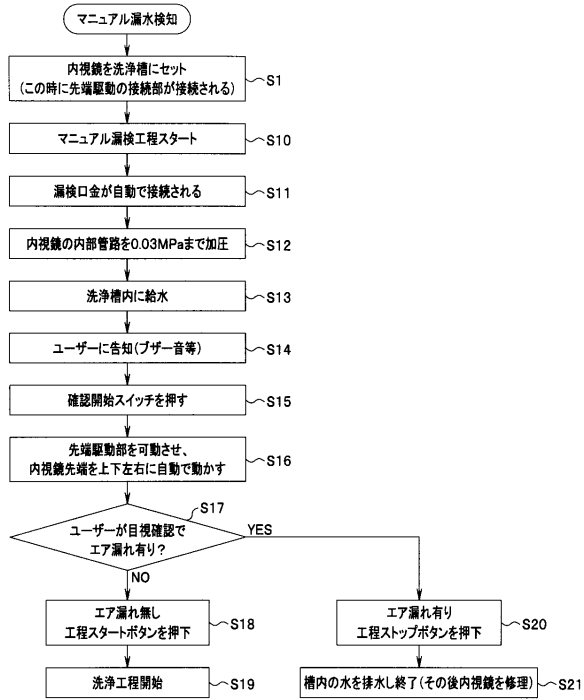 マニュアル漏水検知
内視鏡を洗浄槽にセット
(この時に先端駆動の接続部が接続される)
S1
マニュアル漏検工程スタート
S10
漏検口金が自動で接続される
S11
内視鏡の内部管路を0.03MPaまで加圧
S12
洗浄槽内に給水
S13
ユーザーに告知(ブザー音等)
S14
確認開始スイッチを押す
S15
先端駆動部を可動させ、
内視鏡先端を上下左右に自動で動かす
S16
S17
ユーザーが目視確認で
エア漏れ有り?
YES
NO
エア漏れ無し
工程スタートボタンを押下
S18
エア漏れ有り
工程ストップボタンを押下
S20
洗浄工程開始
S19
槽内の水を排水し終了(その後内視鏡を修理)
S21